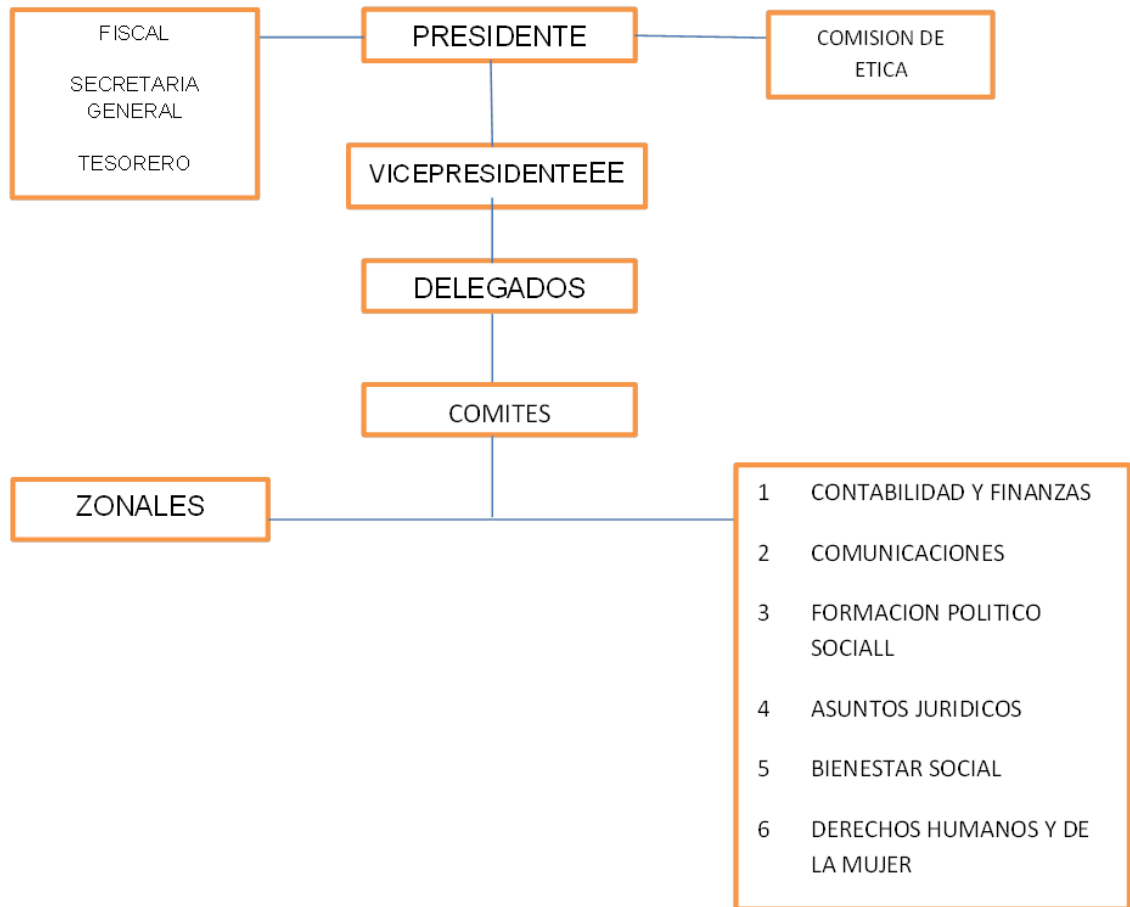 FISCAL
SECRETARIA
GENERAL
TESORERO
PRESIDENTE
COMISION DE
ETICA
VICEPRESIDENTEEE
DELEGADOS
COMITES
ZONALES
1 CONTABILIDAD Y FINANZAS
2 COMUNICACIONES
3 FORMACION POLITICO
SOCIALL
4 ASUNTOS JURIDICOS
5 BIENESTAR SOCIAL
6 DERECHOS HUMANOS Y DE
LA MUJER